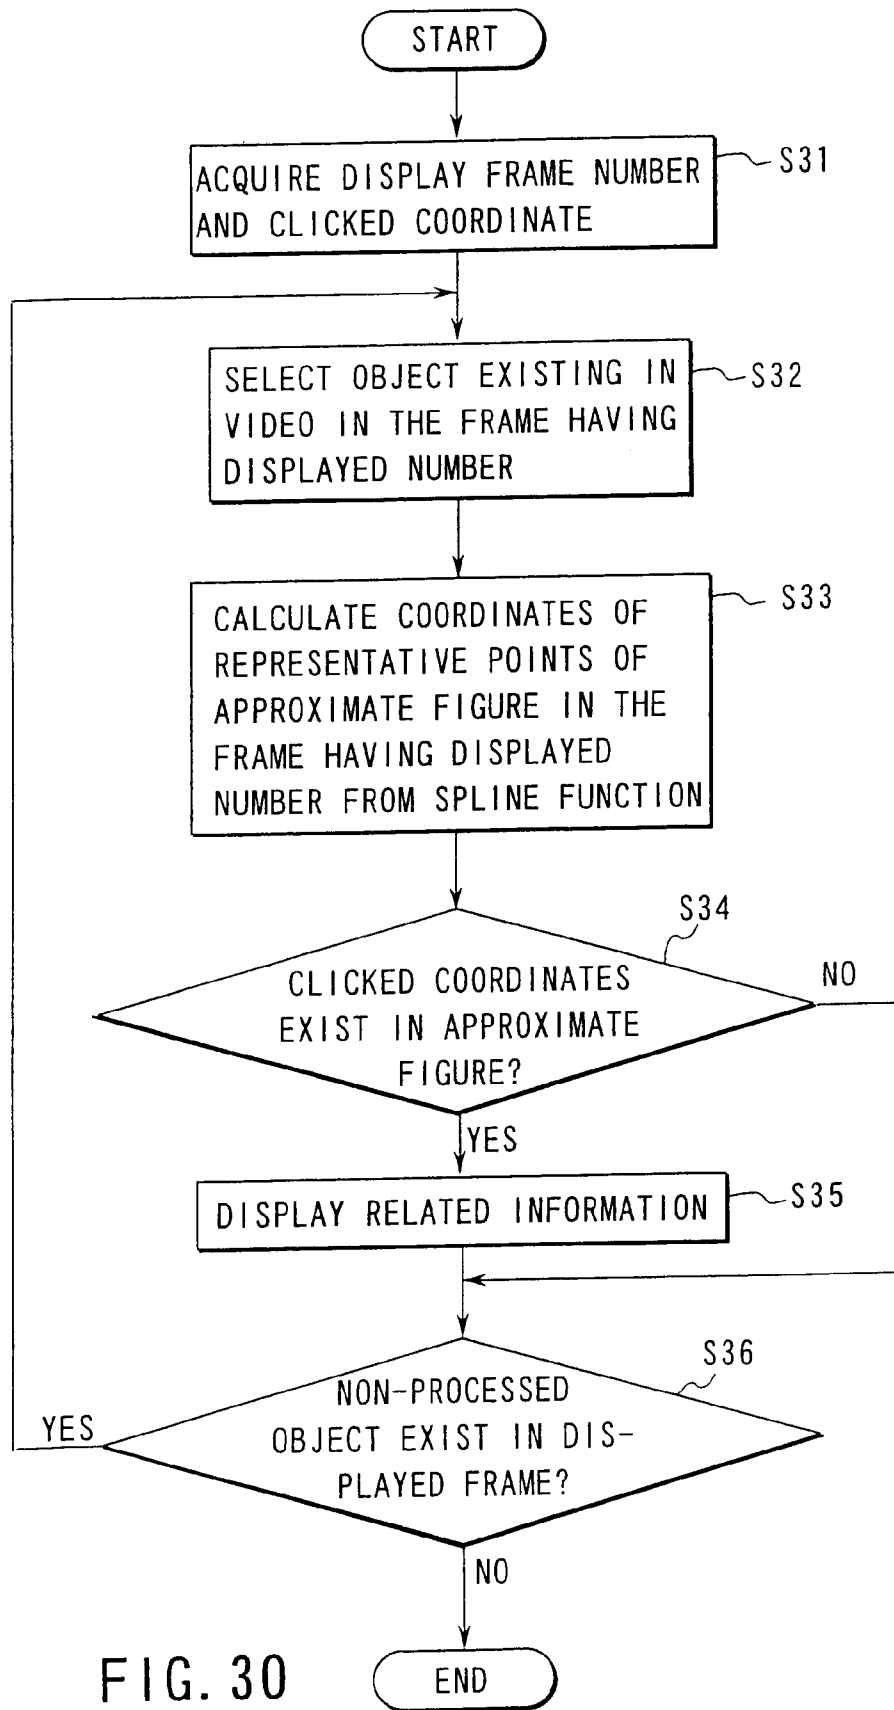 START
ACQUIRE DISPLAY FRAME NUMBER
AND CLICKED COORDINATE
S31
SELECT OBJECT EXISTING IN
VIDEO IN THE FRAME HAVING
DISPLAYED NUMBER
S32
CALCULATE COORDINATES OF
REPRESENTATIVE POINTS OF
APPROXIMATE FIGURE IN THE
FRAME HAVING DISPLAYED
NUMBER FROM SPLINE FUNCTION
S33
S34
CLICKED COORDINATES
EXIST IN APPROXIMATE
FIGURE?
NO
YES
DISPLAY RELATED INFORMATION
S35
S36
NON-PROCESSED
OBJECT EXIST IN DIS-
PLAYED FRAME?
YES
NO
END
FIG. 30